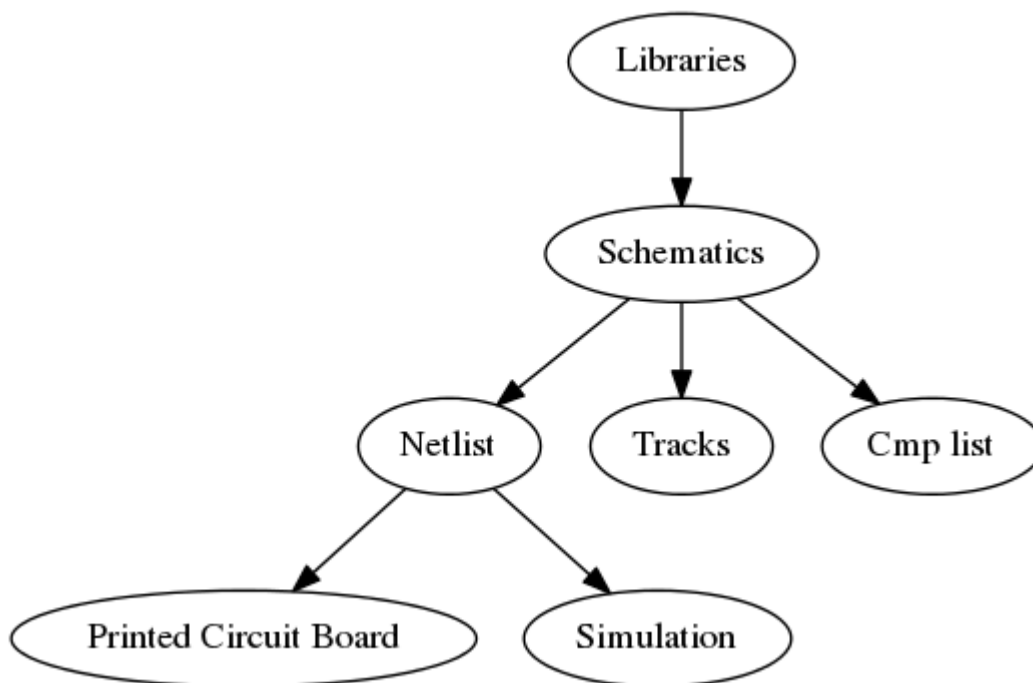 Libraries
Schematics
Netlist
Tracks
Cmp list
Printed Circuit Board
Simulation